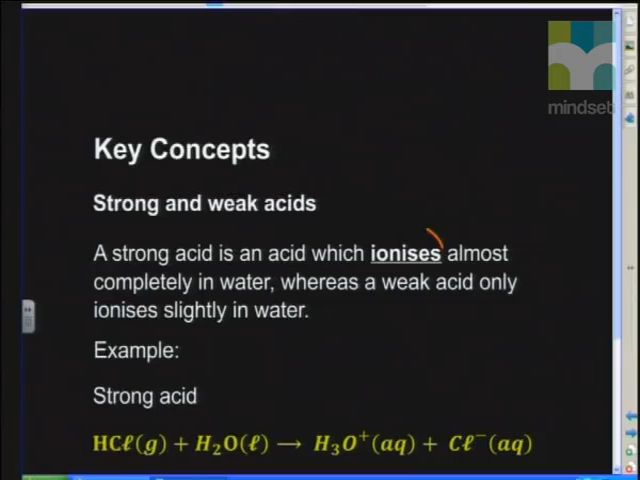 mindset
Key Concepts
Strong and weak acids
A strong acid is an acid which ionises almost
completely in water, whereas a weak acid only
ionises slightly in water.
Example:
Strong acid
HCℓ(g) + H₂O(ℓ) ⟶ H₃O⁺(aq) + Cℓ⁻(aq)